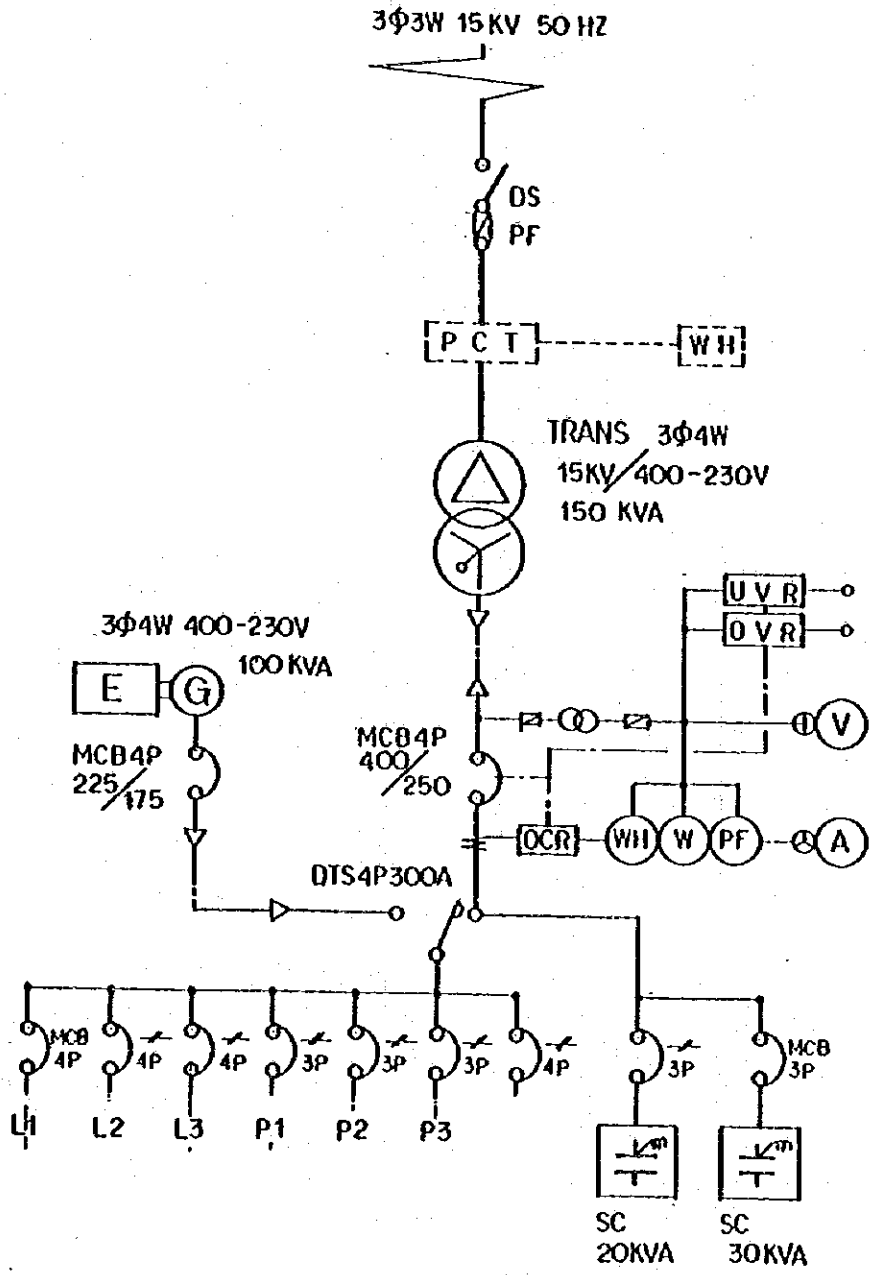 3Φ3W 15KV 50HZ
DS
PF
PCT
WH
TRANS 3Φ4W
15KV/400-230V
150 KVA
UVR
OVR
3Φ4W 400-230V
100KVA
E
G
V
MCB4P
225/175
MCB4P
400/250
OCR
WH
W
PF
A
DTS4P300A
MCB
4P
4P
4P
3P
3P
3P
4P
3P
MCB
3P
L1
L2
L3
P1
P2
P3
SC
20KVA
SC
30KVA